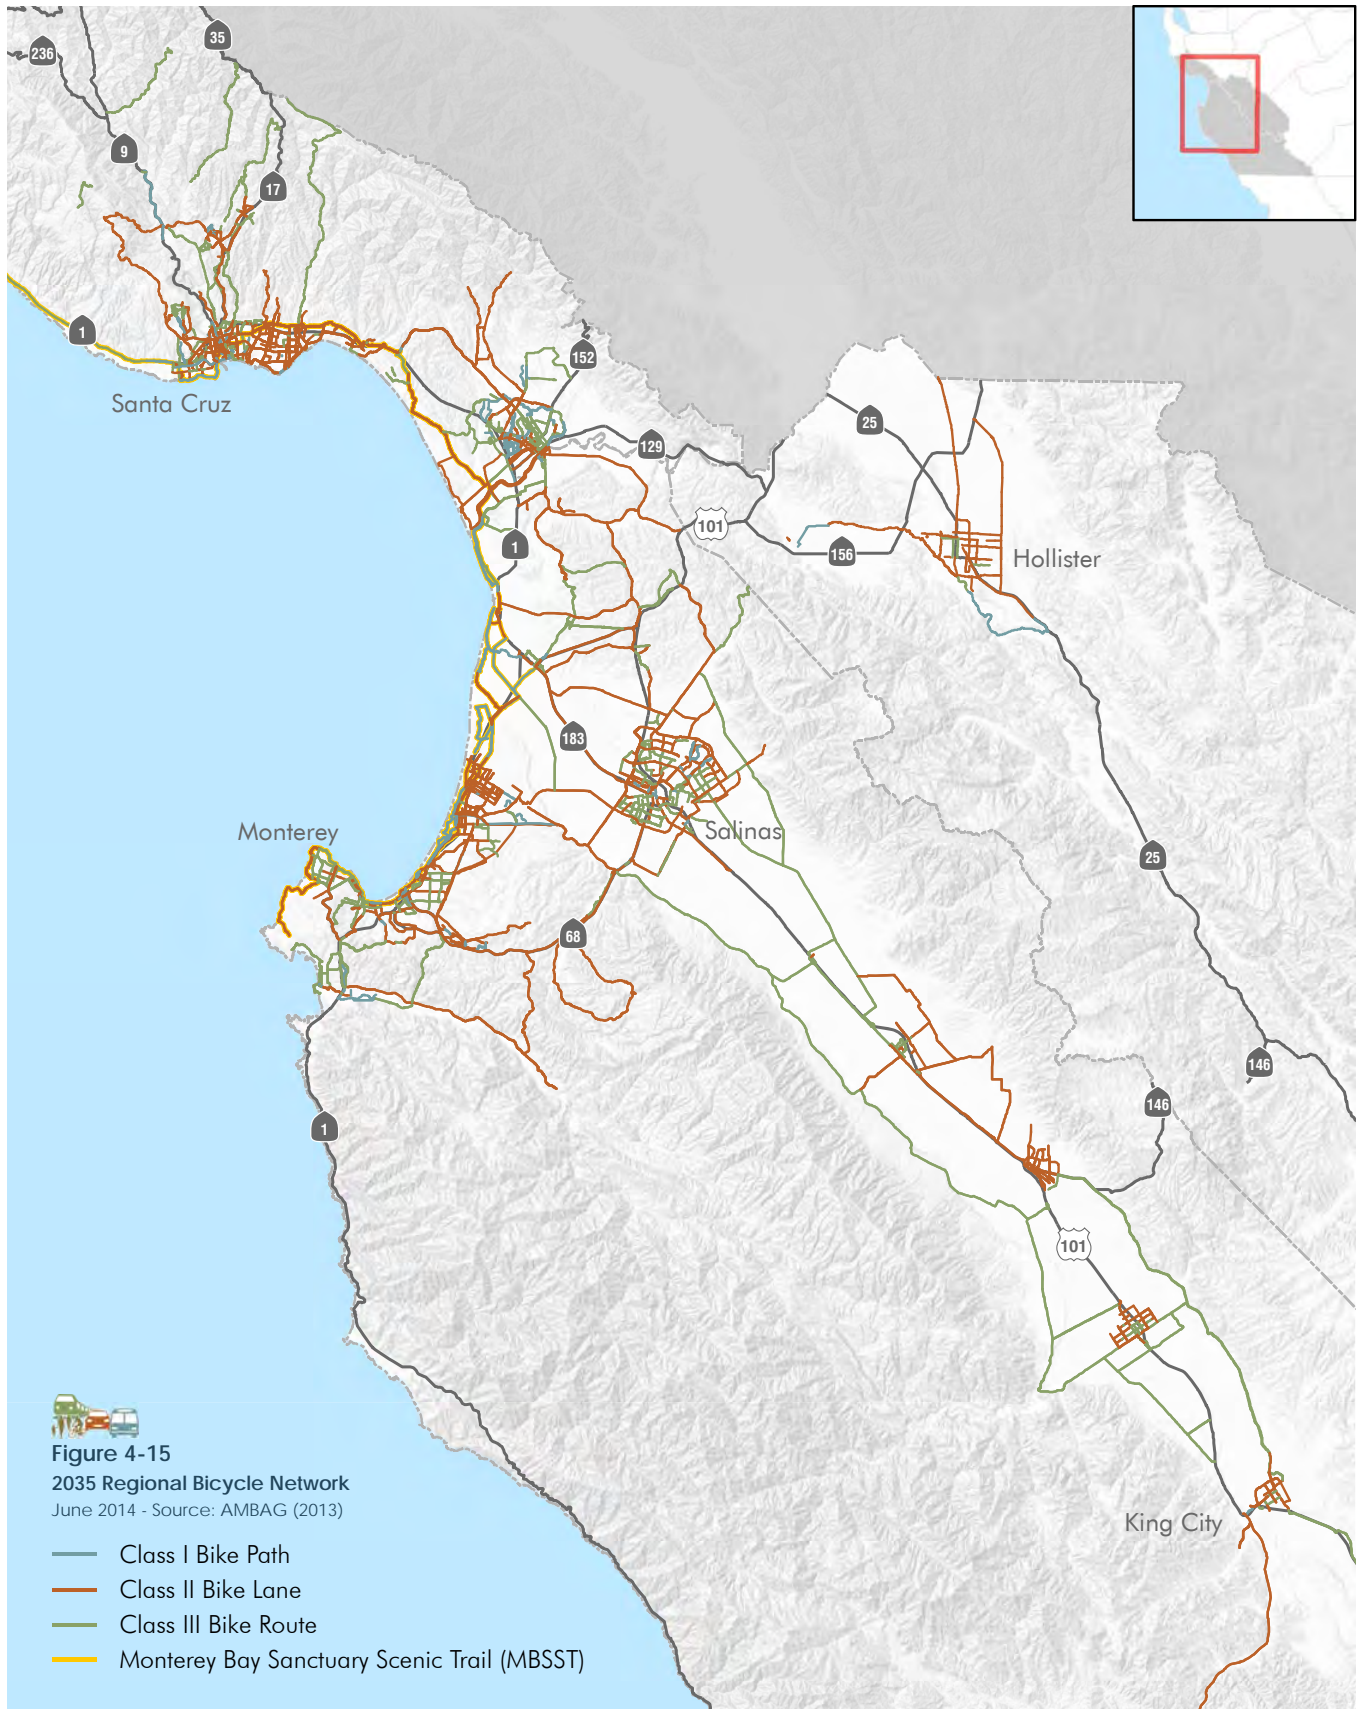 35
236
9
17
1
Santa Cruz
152
25
129
101
1
156
Hollister
183
Monterey
Salinas
25
68
146
146
1
101
Figure 4-15
2035 Regional Bicycle Network
June 2014 - Source: AMBAG (2013)
King City
Class I Bike Path
Class II Bike Lane
Class III Bike Route
Monterey Bay Sanctuary Scenic Trail (MBSST)